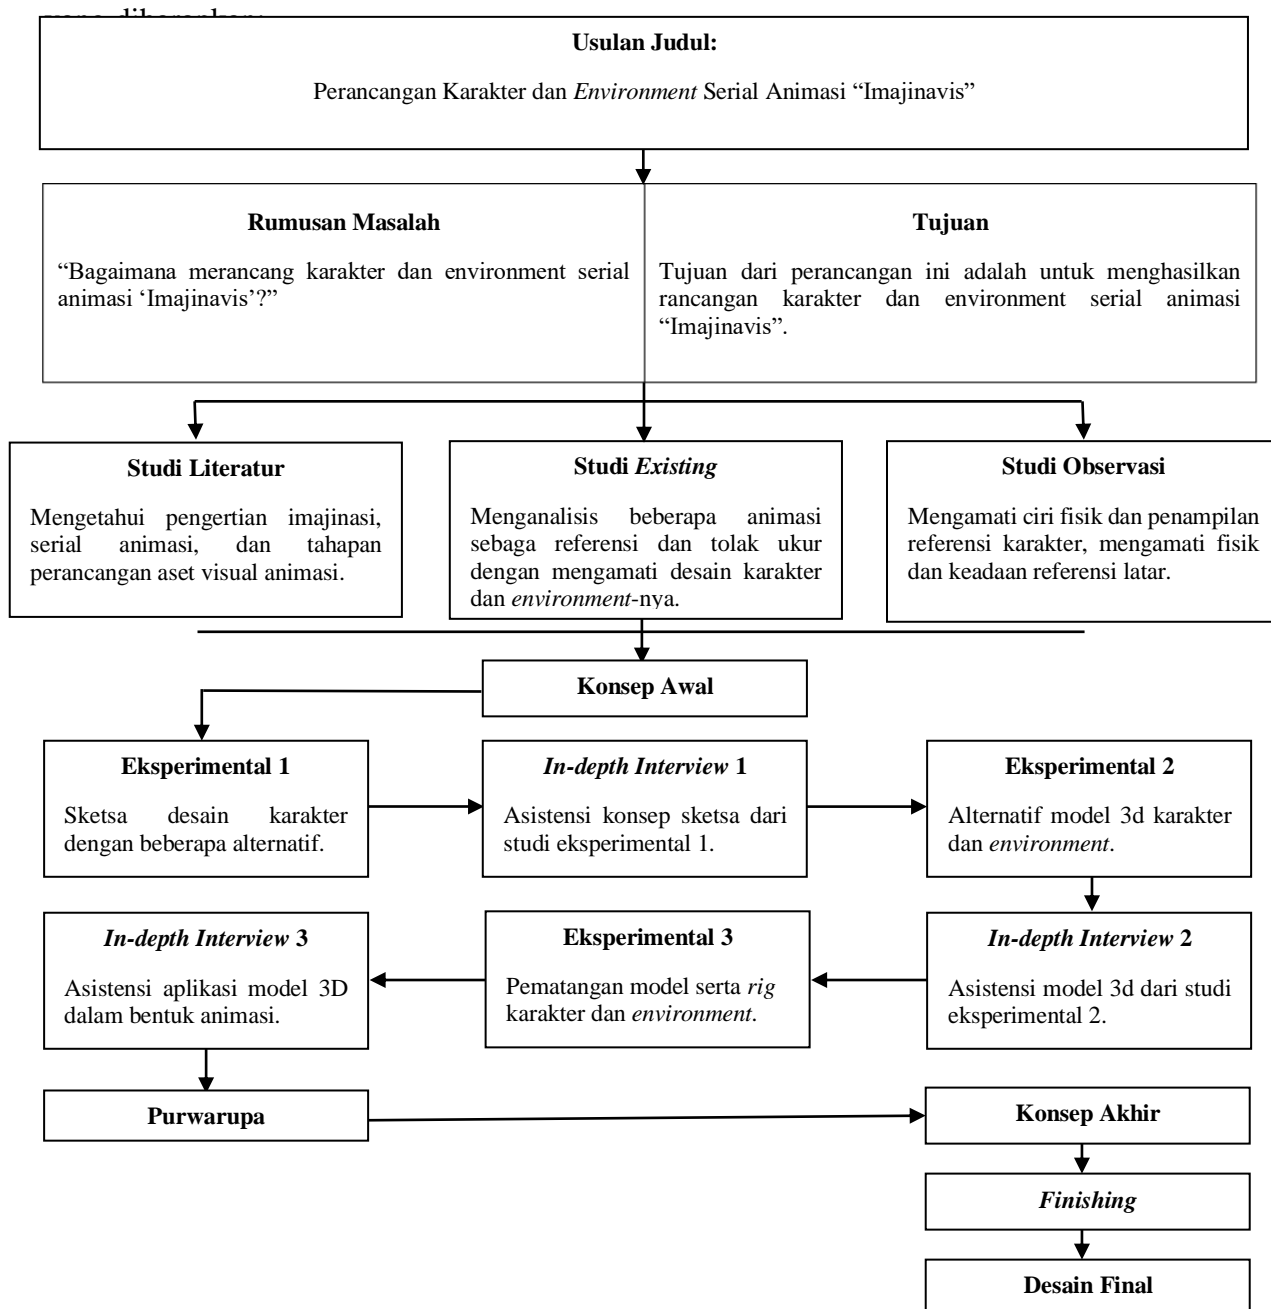 Usulan Judul:
Perancangan Karakter dan Environment Serial Animasi “Imajinavis”
Rumusan Masalah
“Bagaimana merancang karakter dan environment serial
animasi ‘Imajinavis’?”
Tujuan
Tujuan dari perancangan ini adalah untuk menghasilkan
rancangan karakter dan environment serial animasi
“Imajinavis”.
Studi Literatur
Mengetahui pengertian imajinasi,
serial animasi, dan tahapan
perancangan aset visual animasi.
Studi Existing
Menganalisis beberapa animasi
sebaga referensi dan tolak ukur
dengan mengamati desain karakter
dan environment-nya.
Studi Observasi
Mengamati ciri fisik dan penampilan
referensi karakter, mengamati fisik
dan keadaan referensi latar.
Konsep Awal
Eksperimental 1
Sketsa desain karakter
dengan beberapa alternatif.
In-depth Interview 1
Asistensi konsep sketsa dari
studi eksperimental 1.
Eksperimental 2
Alternatif model 3d karakter
dan environment.
In-depth Interview 3
Asistensi aplikasi model 3D
dalam bentuk animasi.
Eksperimental 3
Pematangan model serta rig
karakter dan environment.
In-depth Interview 2
Asistensi model 3d dari studi
eksperimental 2.
Purwarupa
Konsep Akhir
Finishing
Desain Final